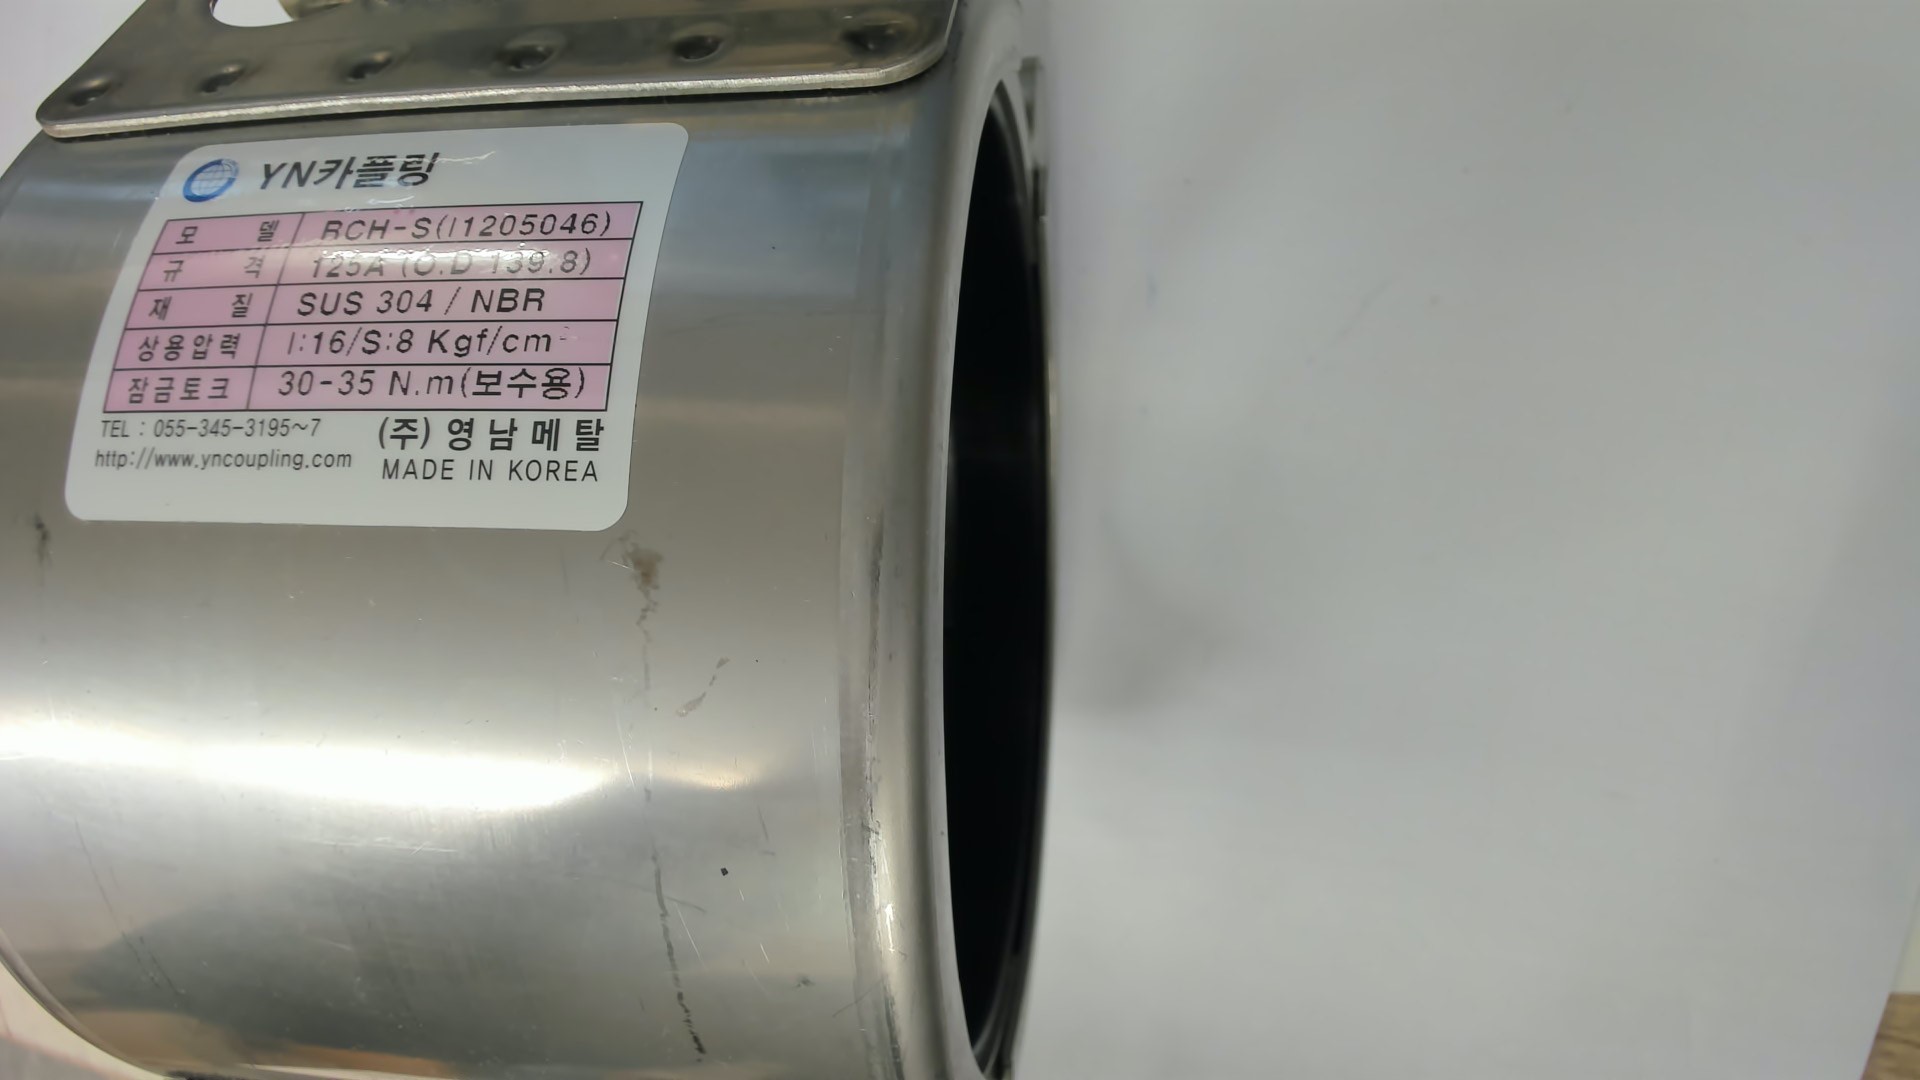 YN카플링
모 델 RCH-S(I1205046)
규 격 125A (O.D 139.8)
재 질 SUS 304 / NBR
상용압력 I:16/S:8 Kgf/cm²
잠금토크 30-35 N.m(보수용)
TEL : 055-345-3195~7
(주) 영남메탈
http://www.yncoupling.com
MADE IN KOREA